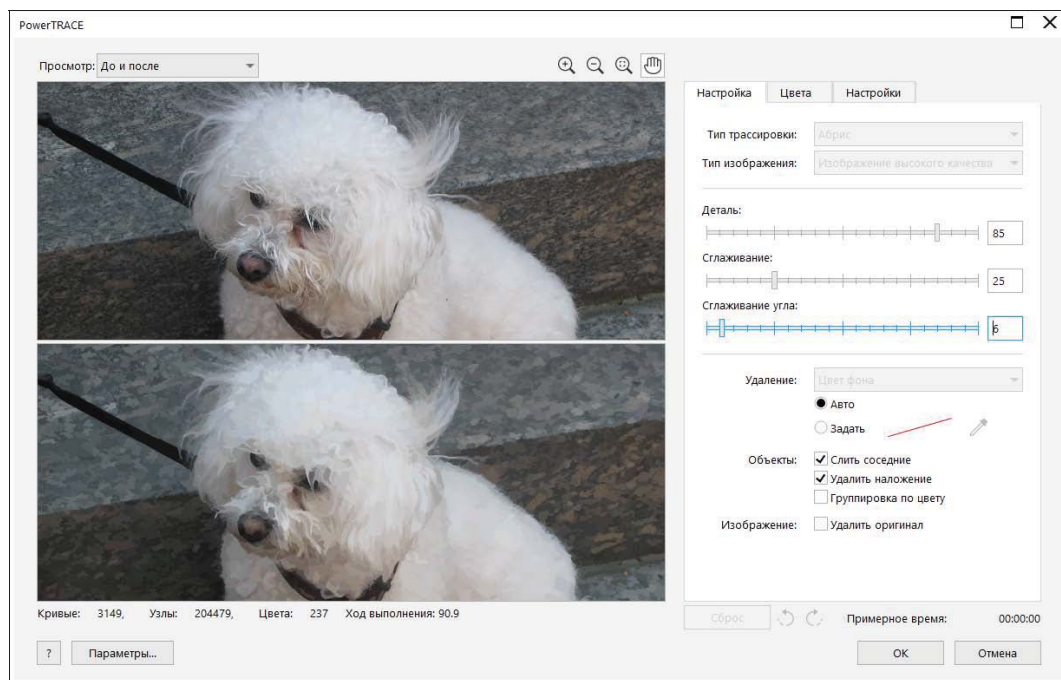 PowerTRACE
Просмотр: До и после
Настройка Цвета Настройки
Тип трассировки: Абрис
Тип изображения: Изображение высокого качества
Деталь:
85
Сглаживание:
25
Сглаживание угла:
6
Удаление: Цвет фона
Авто
Задать
Объекты: Слить соседние
Удалить наложение
Группировка по цвету
Изображение: Удалить оригинал
Кривые: 3149, Узлы: 204479, Цвета: 237 Ход выполнения: 90.9
Сброс Примерное время: 00:00:00
? Параметры... ОК Отмена